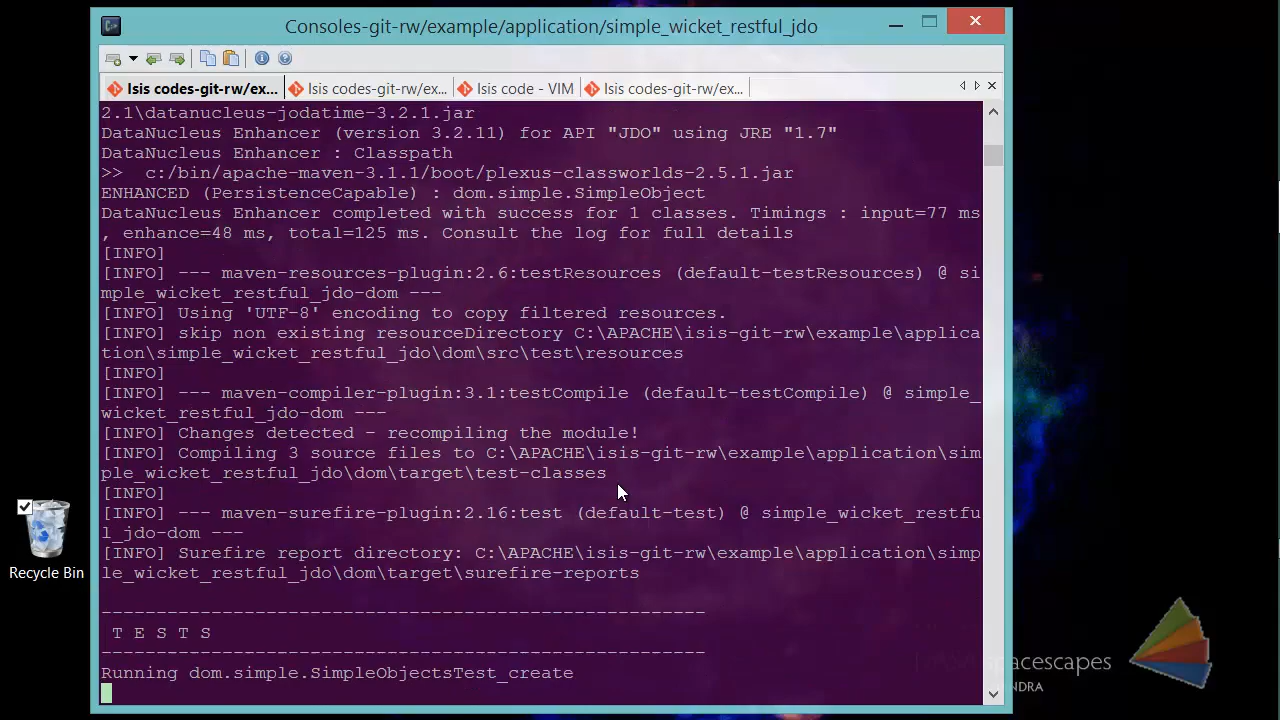 Consoles-git-rw/example/application/simple_wicket_restful_jdo
Isis codes-git-rw/ex... Isis codes-git-rw/ex... Isis code - VIM Isis codes-git-rw/ex...
2.1\datanucleus-jodatime-3.2.1.jar
DataNucleus Enhancer (version 3.2.11) for API "JDO" using JRE "1.7"
DataNucleus Enhancer : Classpath
>>  c:/bin/apache-maven-3.1.1/boot/plexus-classworlds-2.5.1.jar
ENHANCED (PersistenceCapable) : dom.simple.SimpleObject
DataNucleus Enhancer completed with success for 1 classes. Timings : input=77 ms
, enhance=48 ms, total=125 ms. Consult the log for full details
[INFO]
[INFO] --- maven-resources-plugin:2.6:testResources (default-testResources) @ si
mple_wicket_restful_jdo-dom ---
[INFO] Using 'UTF-8' encoding to copy filtered resources.
[INFO] skip non existing resourceDirectory C:\APACHE\isis-git-rw\example\applica
tion\simple_wicket_restful_jdo\dom\src\test\resources
[INFO]
[INFO] --- maven-compiler-plugin:3.1:testCompile (default-testCompile) @ simple_
wicket_restful_jdo-dom ---
[INFO] Changes detected - recompiling the module!
[INFO] Compiling 3 source files to C:\APACHE\isis-git-rw\example\application\sim
ple_wicket_restful_jdo\dom\target\test-classes
[INFO]
[INFO] --- maven-surefire-plugin:2.16:test (default-test) @ simple_wicket_restfu
l_jdo-dom ---
[INFO] Surefire report directory: C:\APACHE\isis-git-rw\example\application\simp
le_wicket_restful_jdo\dom\target\surefire-reports
-------------------------------------------------------
 T E S T S
-------------------------------------------------------
Running dom.simple.SimpleObjectsTest_create
Recycle Bin